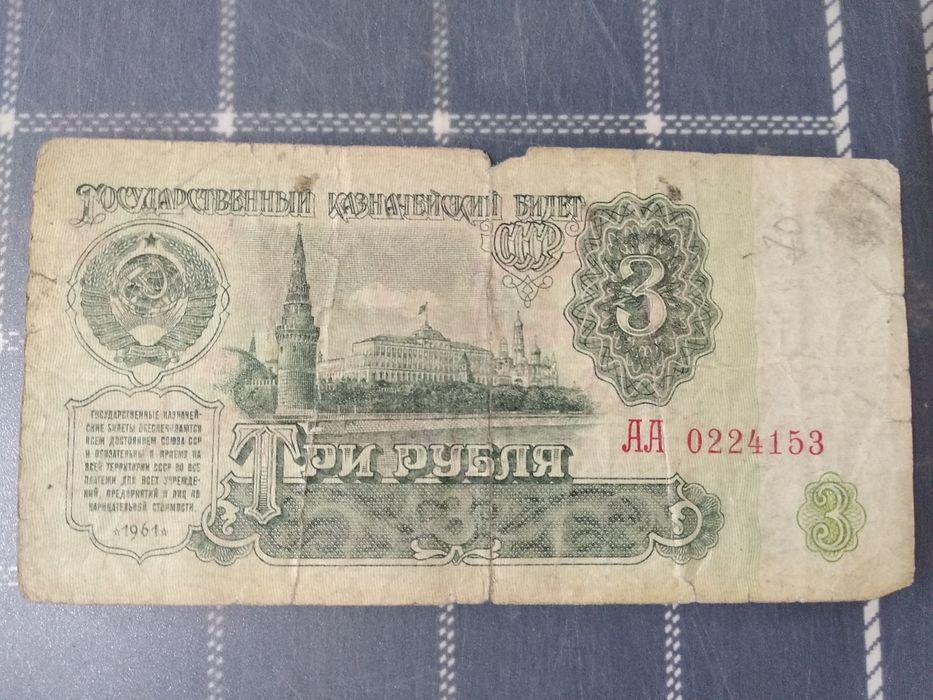 ГОСУДАРСТВЕННЫЙ КАЗНАЧЕЙСКИЙ БИЛЕТ
СССР
3
ГОСУДАРСТВЕННЫЕ КАЗНАЧЕЙ-
СКИЕ БИЛЕТЫ ОБЕСПЕЧИВАЮТСЯ
ВСЕМ ДОСТОЯНИЕМ СОЮЗА ССР
И ОБЯЗАТЕЛЬНЫ К ПРИЕМУ НА
ВСЕЙ ТЕРРИТОРИИ СССР ВО ВСЕ
ПЛАТЕЖИ ДЛЯ ВСЕХ УЧРЕЖДЕ-
НИЙ, ПРЕДПРИЯТИЙ И ЛИЦ ПО
НАРИЦАТЕЛЬНОЙ СТОИМОСТИ.
☆1961☆
ТРИ РУБЛЯ
АА 0224153
3
3